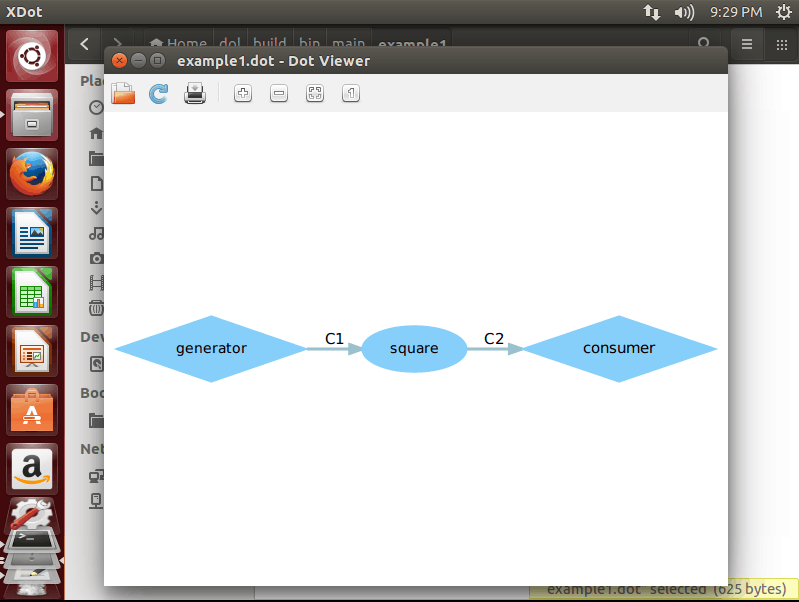 XDot
9:29 PM
Home dol build bin main example1
example1.dot - Dot Viewer
Pla
1
C1
C2
generator
square
consumer
Dev
Boo
Net
example1.dot" selected (625 bytes)